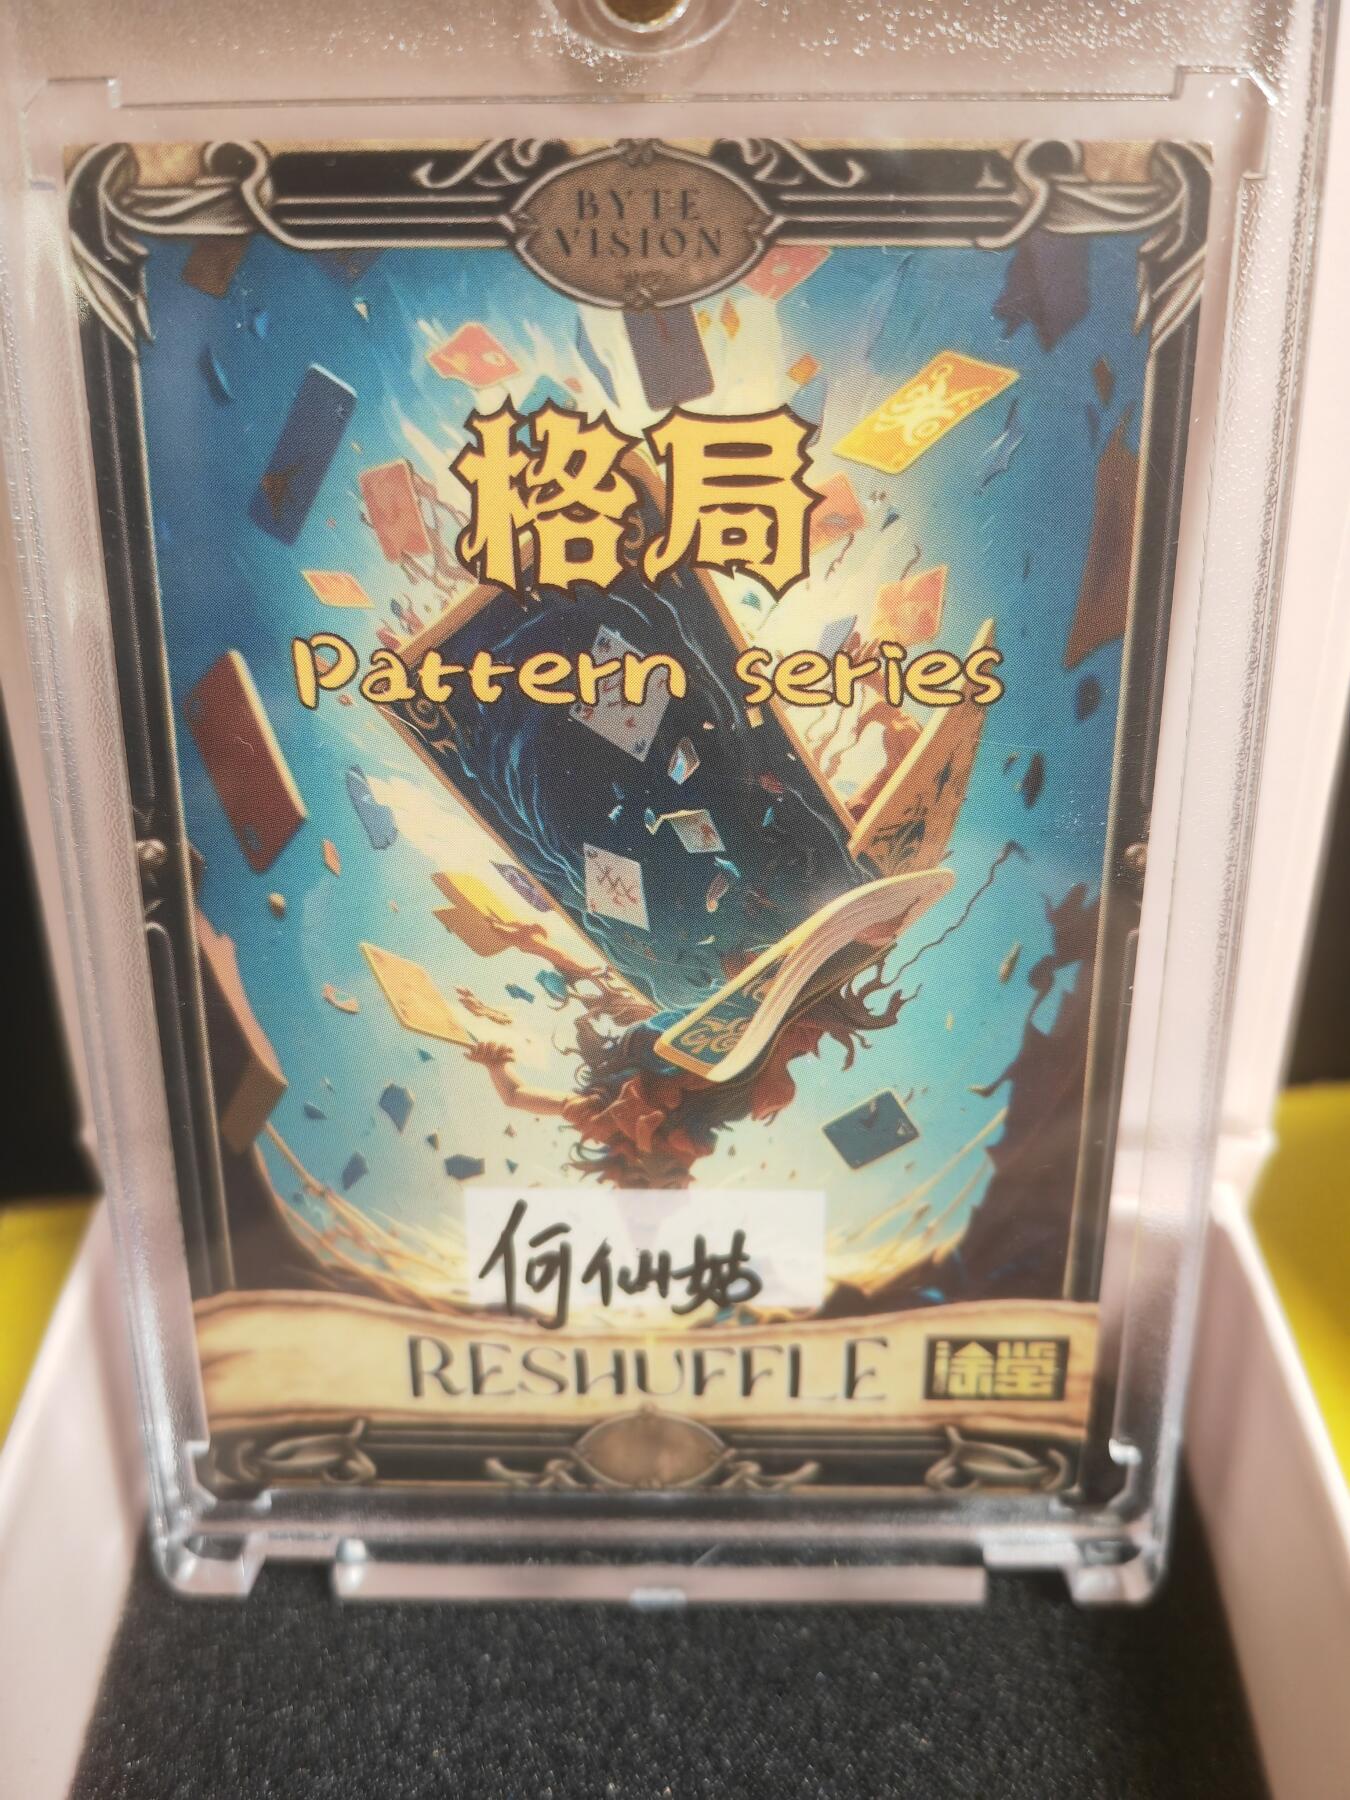 BYTE
VISION
格局
Pattern series
何仙姑
RESHUFFLE